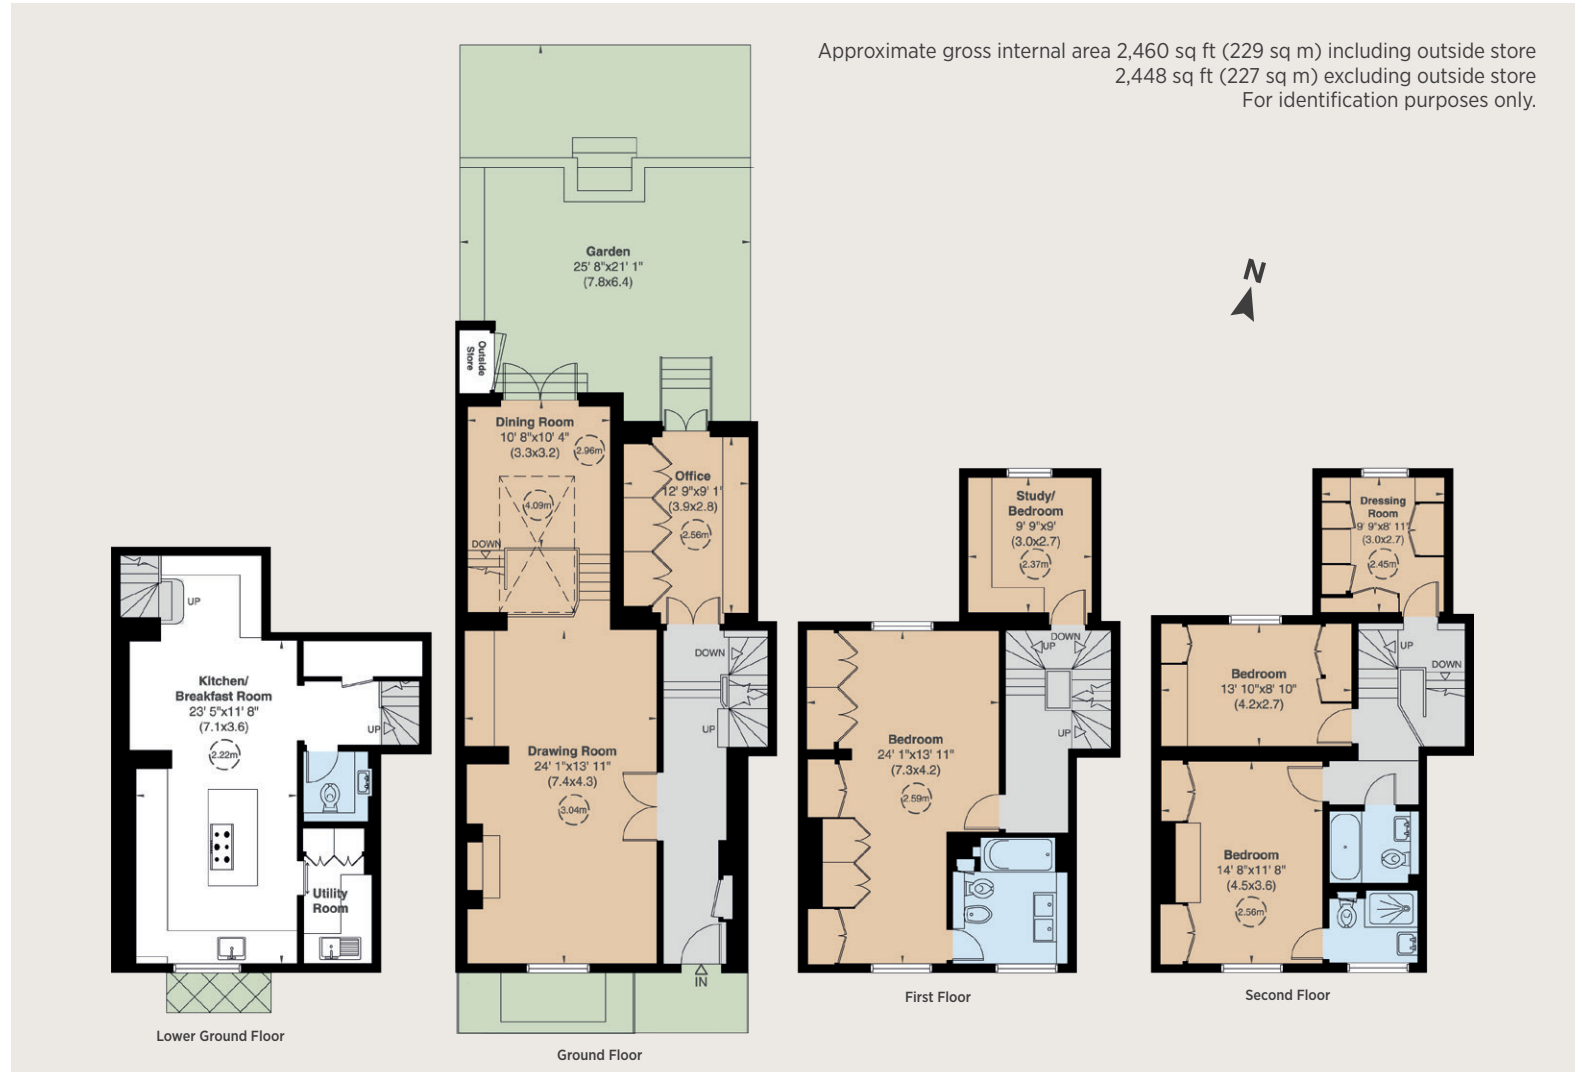 Approximate gross internal area 2,460 sq ft (229 sq m) including outside store
2,448 sq ft (227 sq m) excluding outside store
For identification purposes only.
N
Garden
25' 8"x21' 1"
(7.8x6.4)
Outside
Store
Dining Room
10' 8"x10' 4"
(3.3x3.2)
2.96m
4.09m
DOWN
Office
12' 9"x9' 1"
(3.9x2.8)
2.56m
DOWN
UP
Drawing Room
24' 1"x13' 11"
(7.4x4.3)
3.04m
IN
Ground Floor
UP
Kitchen/
Breakfast Room
23' 5"x11' 8"
(7.1x3.6)
2.22m
UP
Utility
Room
Lower Ground Floor
Study/
Bedroom
9' 9"x9'
(3.0x2.7)
2.37m
DOWN
UP
UP
Bedroom
24' 1"x13' 11"
(7.3x4.2)
2.59m
First Floor
Dressing
Room
9' 9"x8' 11"
(3.0x2.7)
2.45m
UP
DOWN
Bedroom
13' 10"x8' 10"
(4.2x2.7)
Bedroom
14' 8"x11' 8"
(4.5x3.6)
2.56m
Second Floor